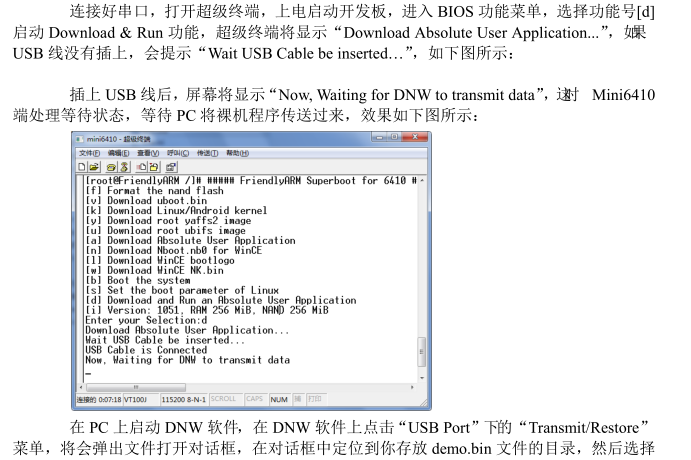 连接好串口，打开超级终端，上电启动开发板，进入 BIOS 功能菜单，选择功能号[d]
启动 Download & Run 功能，超级终端将显示“Download Absolute User Application...”，如果
USB 线没有插上，会提示“Wait USB Cable be inserted…”，如下图所示：
插上 USB 线后，屏幕将显示“Now, Waiting for DNW to transmit data”，这时 Mini6410
端处理等待状态，等待 PC 将裸机程序传送过来，效果如下图所示：
mini6410 - 超级终端
文件(F) 编辑(E) 查看(V) 呼叫(C) 传送(T) 帮助(H)
[root@FriendlyARM /]# ##### FriendlyARM Superboot for 6410 #
[f] Format the nand flash
[v] Download uboot.bin
[k] Download Linux/Android kernel
[y] Download root yaffs2 image
[u] Download root ubifs image
[a] Download Absolute User Application
[n] Download Nboot.nb0 for WinCE
[l] Download WinCE bootlogo
[w] Download WinCE NK.bin
[b] Boot the system
[s] Set the boot parameter of Linux
[d] Download and Run an Absolute User Application
[i] Version: 1051, RAM 256 MiB, NAND 256 MiB
Enter your Selection:d
Download Absolute User Application...
Wait USB Cable be inserted...
USB Cable is Connected
Now, Waiting for DNW to transmit data
连接的 0:07:18 VT100J 115200 8-N-1 SCROLL CAPS NUM 捕 打印
在 PC 上启动 DNW 软件，在 DNW 软件上点击“USB Port”下的“Transmit/Restore”
菜单，将会弹出文件打开对话框，在对话框中定位到你存放 demo.bin 文件的目录，然后选择